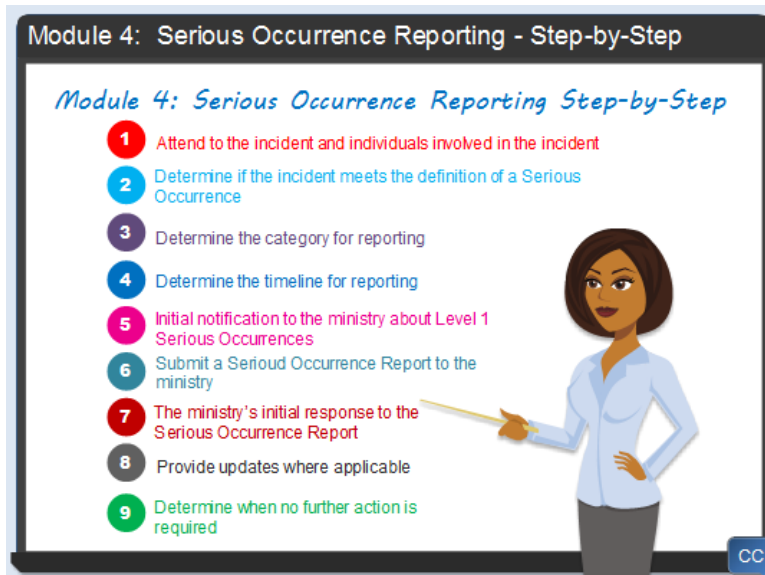 Module 4:  Serious Occurrence Reporting - Step-by-Step
Module 4: Serious Occurrence Reporting Step-by-Step
1 Attend to the incident and individuals involved in the incident
2 Determine if the incident meets the definition of a Serious
Occurrence
3 Determine the category for reporting
4 Determine the timeline for reporting
5 Initial notification to the ministry about Level 1
Serious Occurrences
6 Submit a Serioud Occurrence Report to the
ministry
7 The ministry's initial response to the
Serious Occurrence Report
8 Provide updates where applicable
9 Determine when no further action is
required
CC